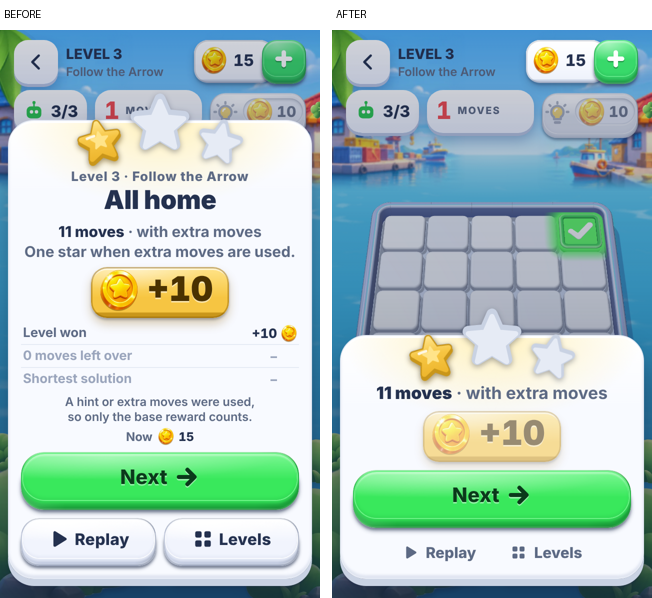 BEFORE
LEVEL 3
Follow the Arrow
15
3/3
1
10
Level 3 · Follow the Arrow
All home
11 moves · with extra moves
One star when extra moves are used.
+10
Level won +10
0 moves left over –
Shortest solution –
A hint or extra moves were used,
so only the base reward counts.
Now 15
Next
Replay
Levels
AFTER
LEVEL 3
Follow the Arrow
15
3/3
1 MOVES
10
11 moves · with extra moves
+10
Next
Replay
Levels